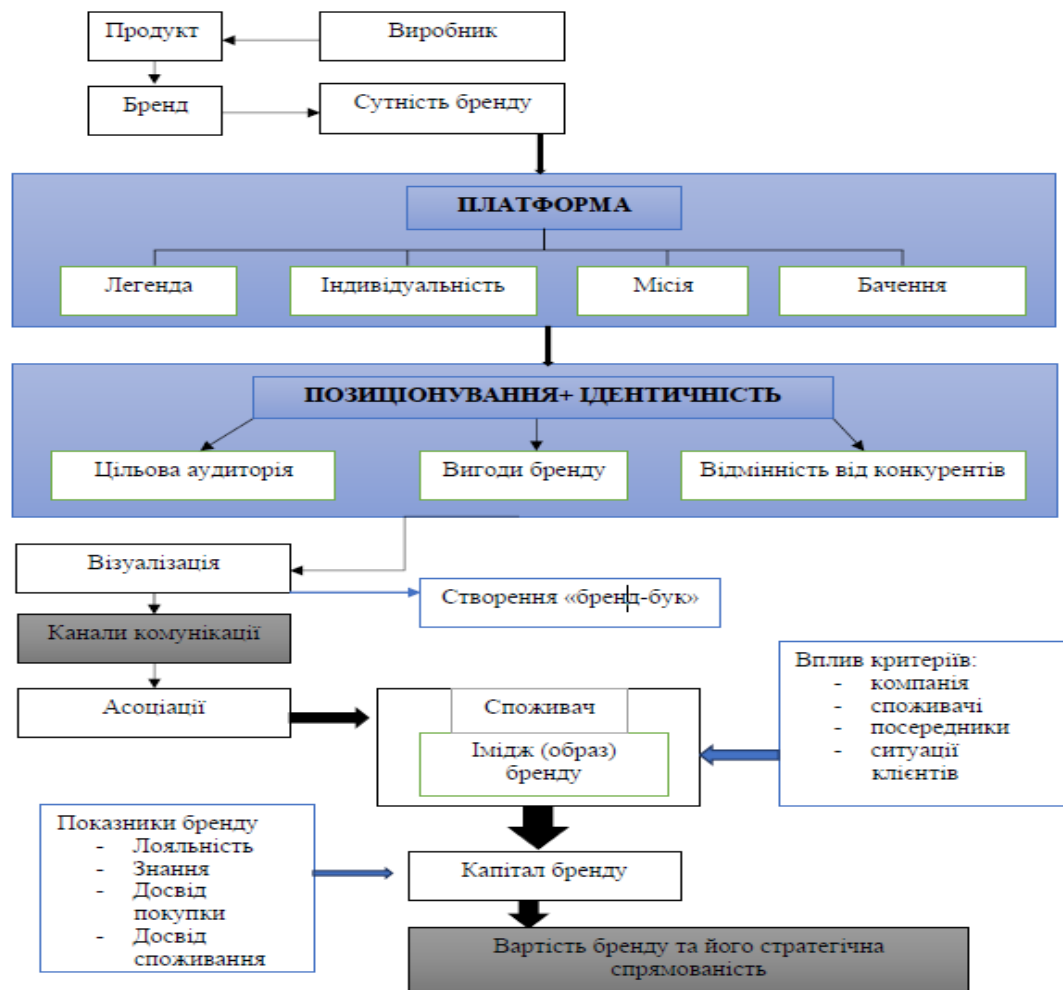 Продукт
Виробник
Бренд
Сутність бренду
ПЛАТФОРМА
Легенда
Індивідуальність
Місія
Бачення
ПОЗИЦІОНУВАННЯ+ ІДЕНТИЧНІСТЬ
Цільова аудиторія
Вигоди бренду
Відмінність від конкурентів
Візуалізація
Створення «бренд-бук»
Канали комунікації
Асоціації
Споживач
Імідж (образ)
бренду
Вплив критеріїв:
- компанія
- споживачі
- посередники
- ситуації
клієнтів
Показники бренду
- Лояльність
- Знання
- Досвід
покупки
- Досвід
споживання
Капітал бренду
Вартість бренду та його стратегічна
спрямованість